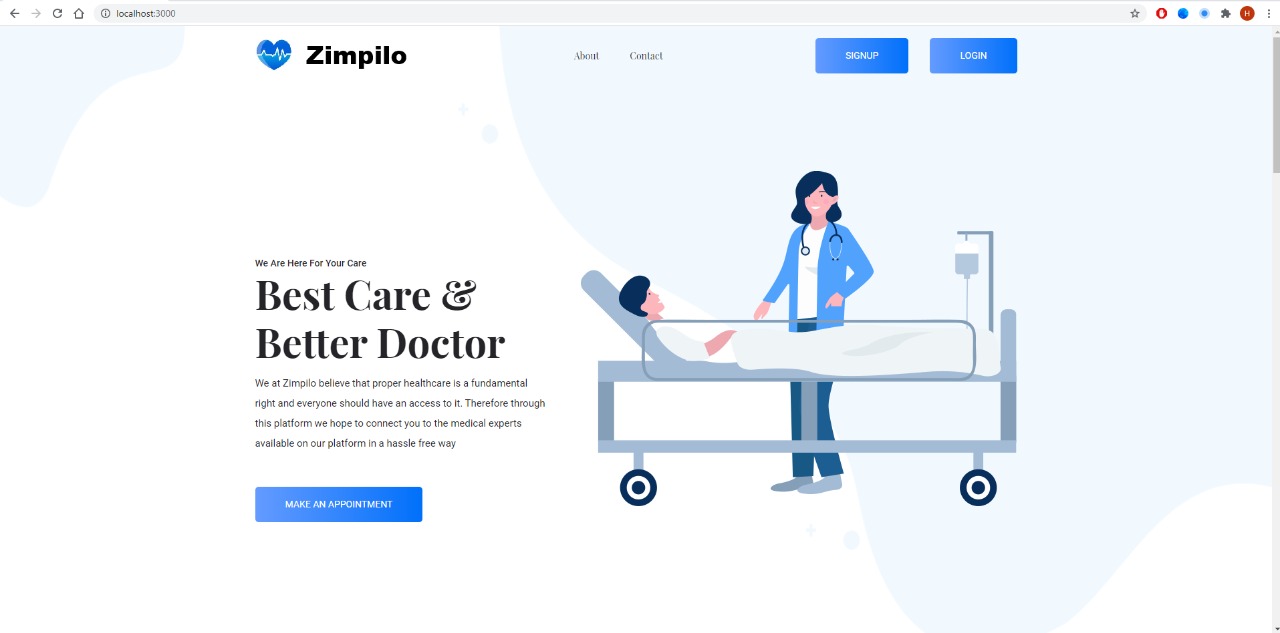 localhost:3000
H
Zimpilo
About
Contact
SIGNUP
LOGIN
We Are Here For Your Care
Best Care &
Better Doctor
We at Zimpilo believe that proper healthcare is a fundamental
right and everyone should have an access to it. Therefore through
this platform we hope to connect you to the medical experts
available on our platform in a hassle free way
MAKE AN APPOINTMENT